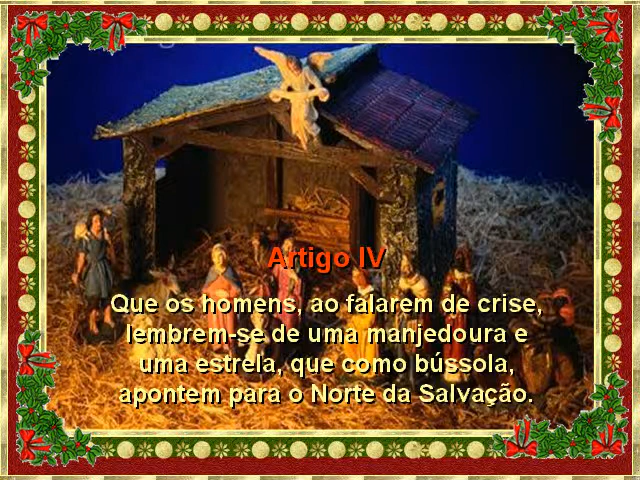 Artigo IV
Que os homens, ao falarem de crise,
lembrem-se de uma manjedoura e
uma estrela, que como bússola,
apontem para o Norte da Salvação.